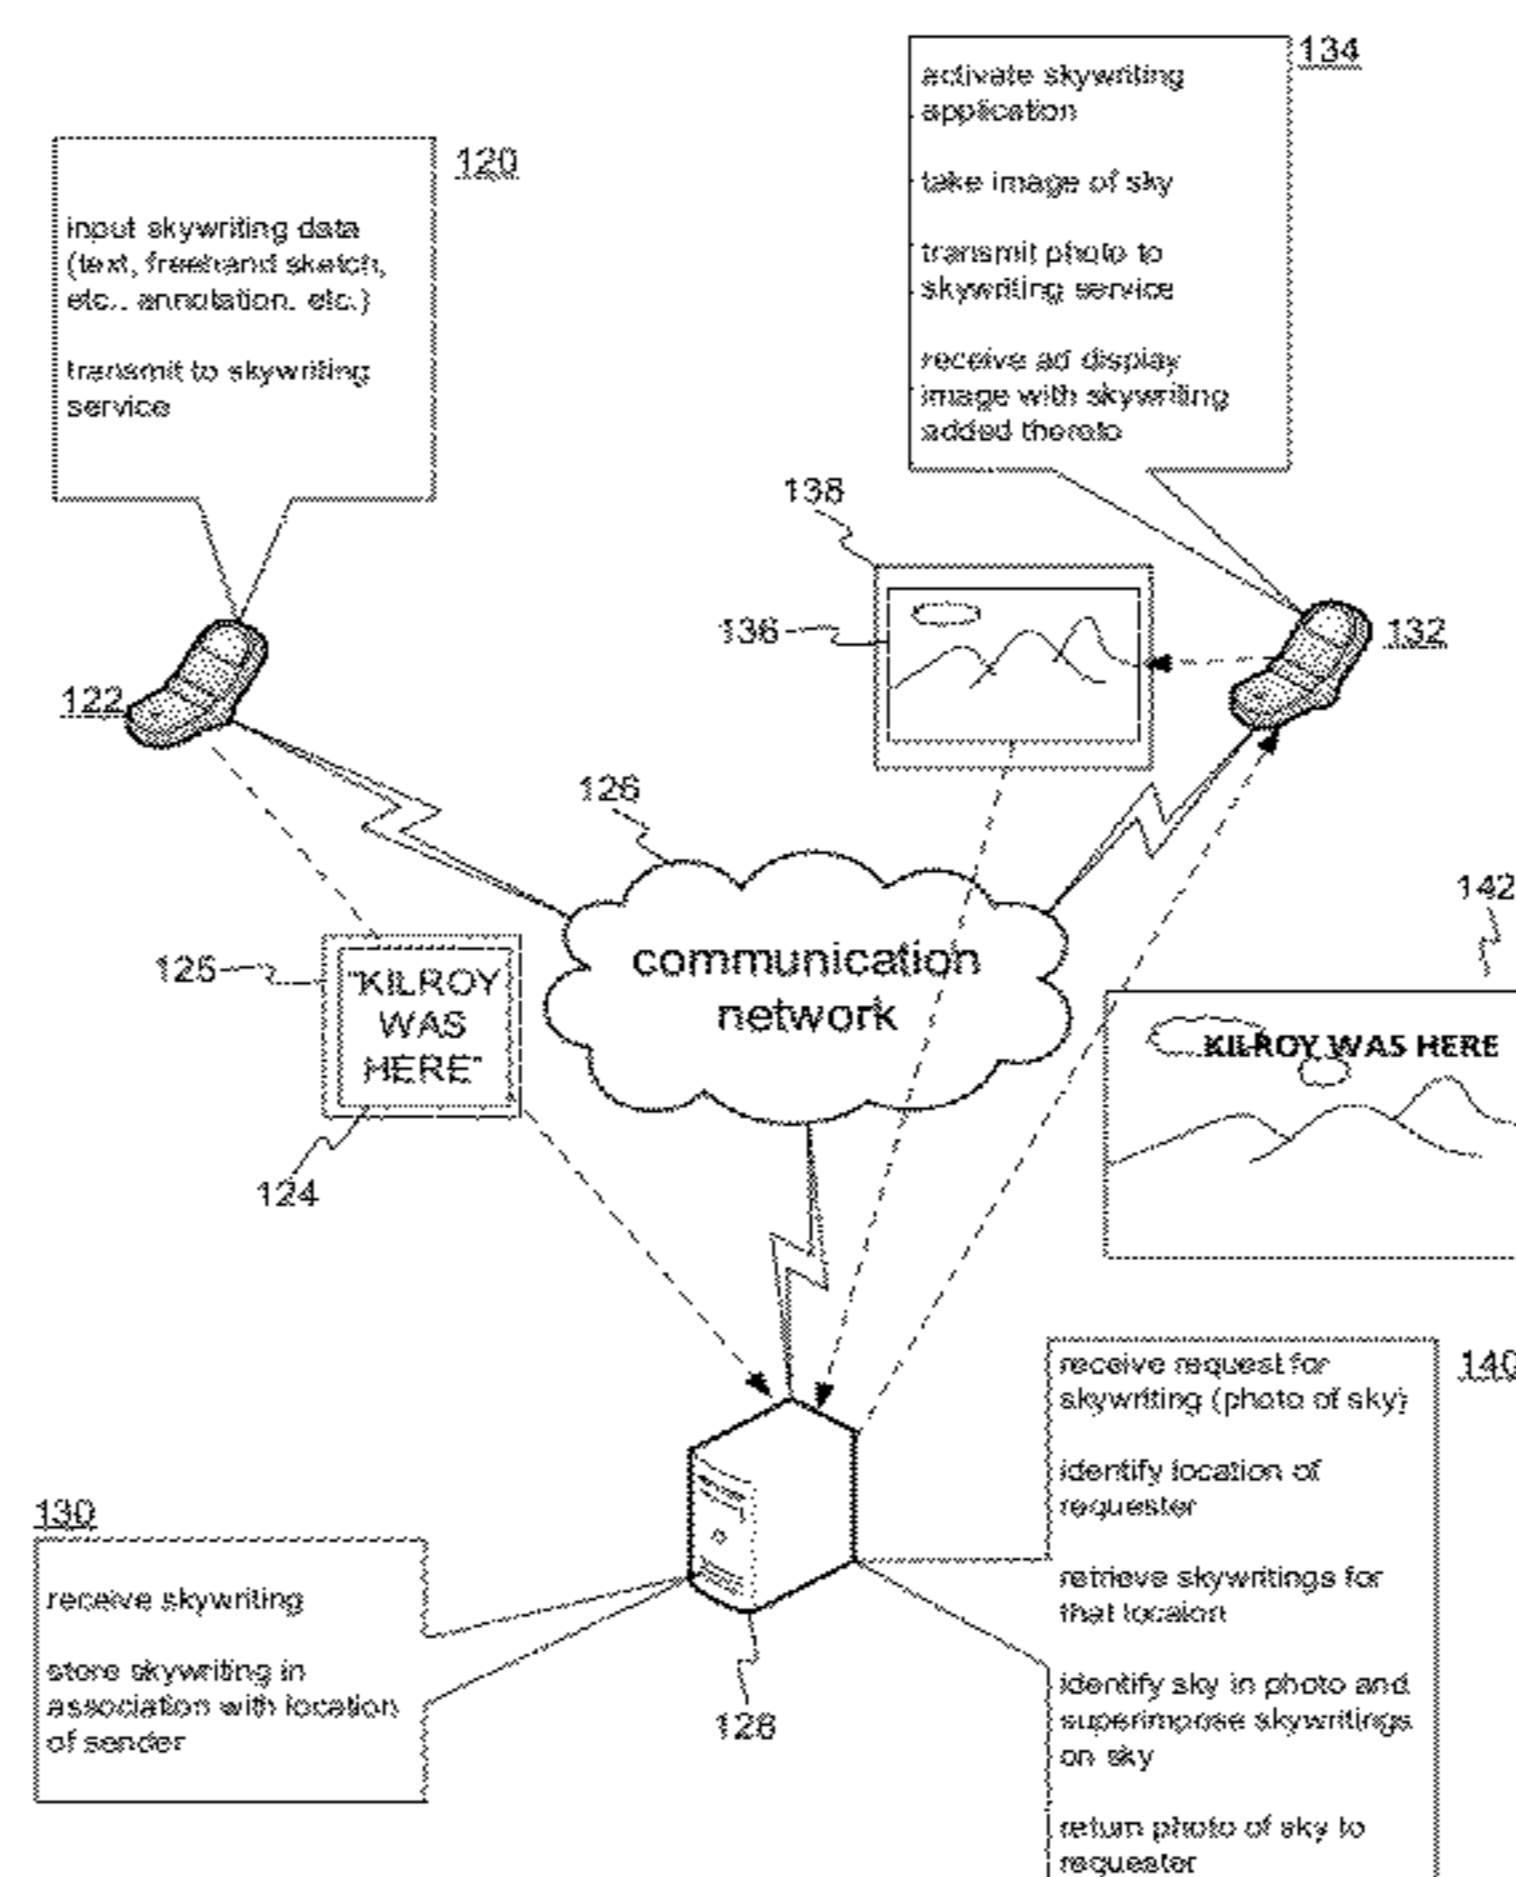 134
activate skywriting
application
take image of sky
transmit photo to
skywriting service
receive ad display
image with skywriting
added thereto
120
input skywriting data
(text, freehand sketch,
etc., annotation, etc.)
transmit to skywriting
service
138
136
132
122
126
142
125
"KILROY
WAS
HERE"
communication
network
KILROY WAS HERE
124
140
receive request for
skywriting (photo of sky)
identify location of
requester
retrieve skywritings for
that locaion
identify sky in photo and
superimpose skywritings
on sky
return photo of sky to
requester
130
receive skywriting
store skywriting in
association with location
of sender
128